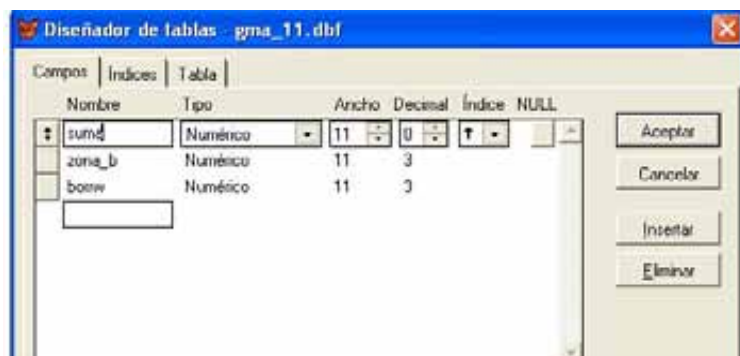 Diseñador de tablas - gma_11.dbf
Campos Índices Tabla
Nombre Tipo Ancho Decimal Índice NULL
Numérico 11 0
zona_b Numérico 11 3
Numérico 11 3
Aceptar
Cancelar
Insertar
Eliminar